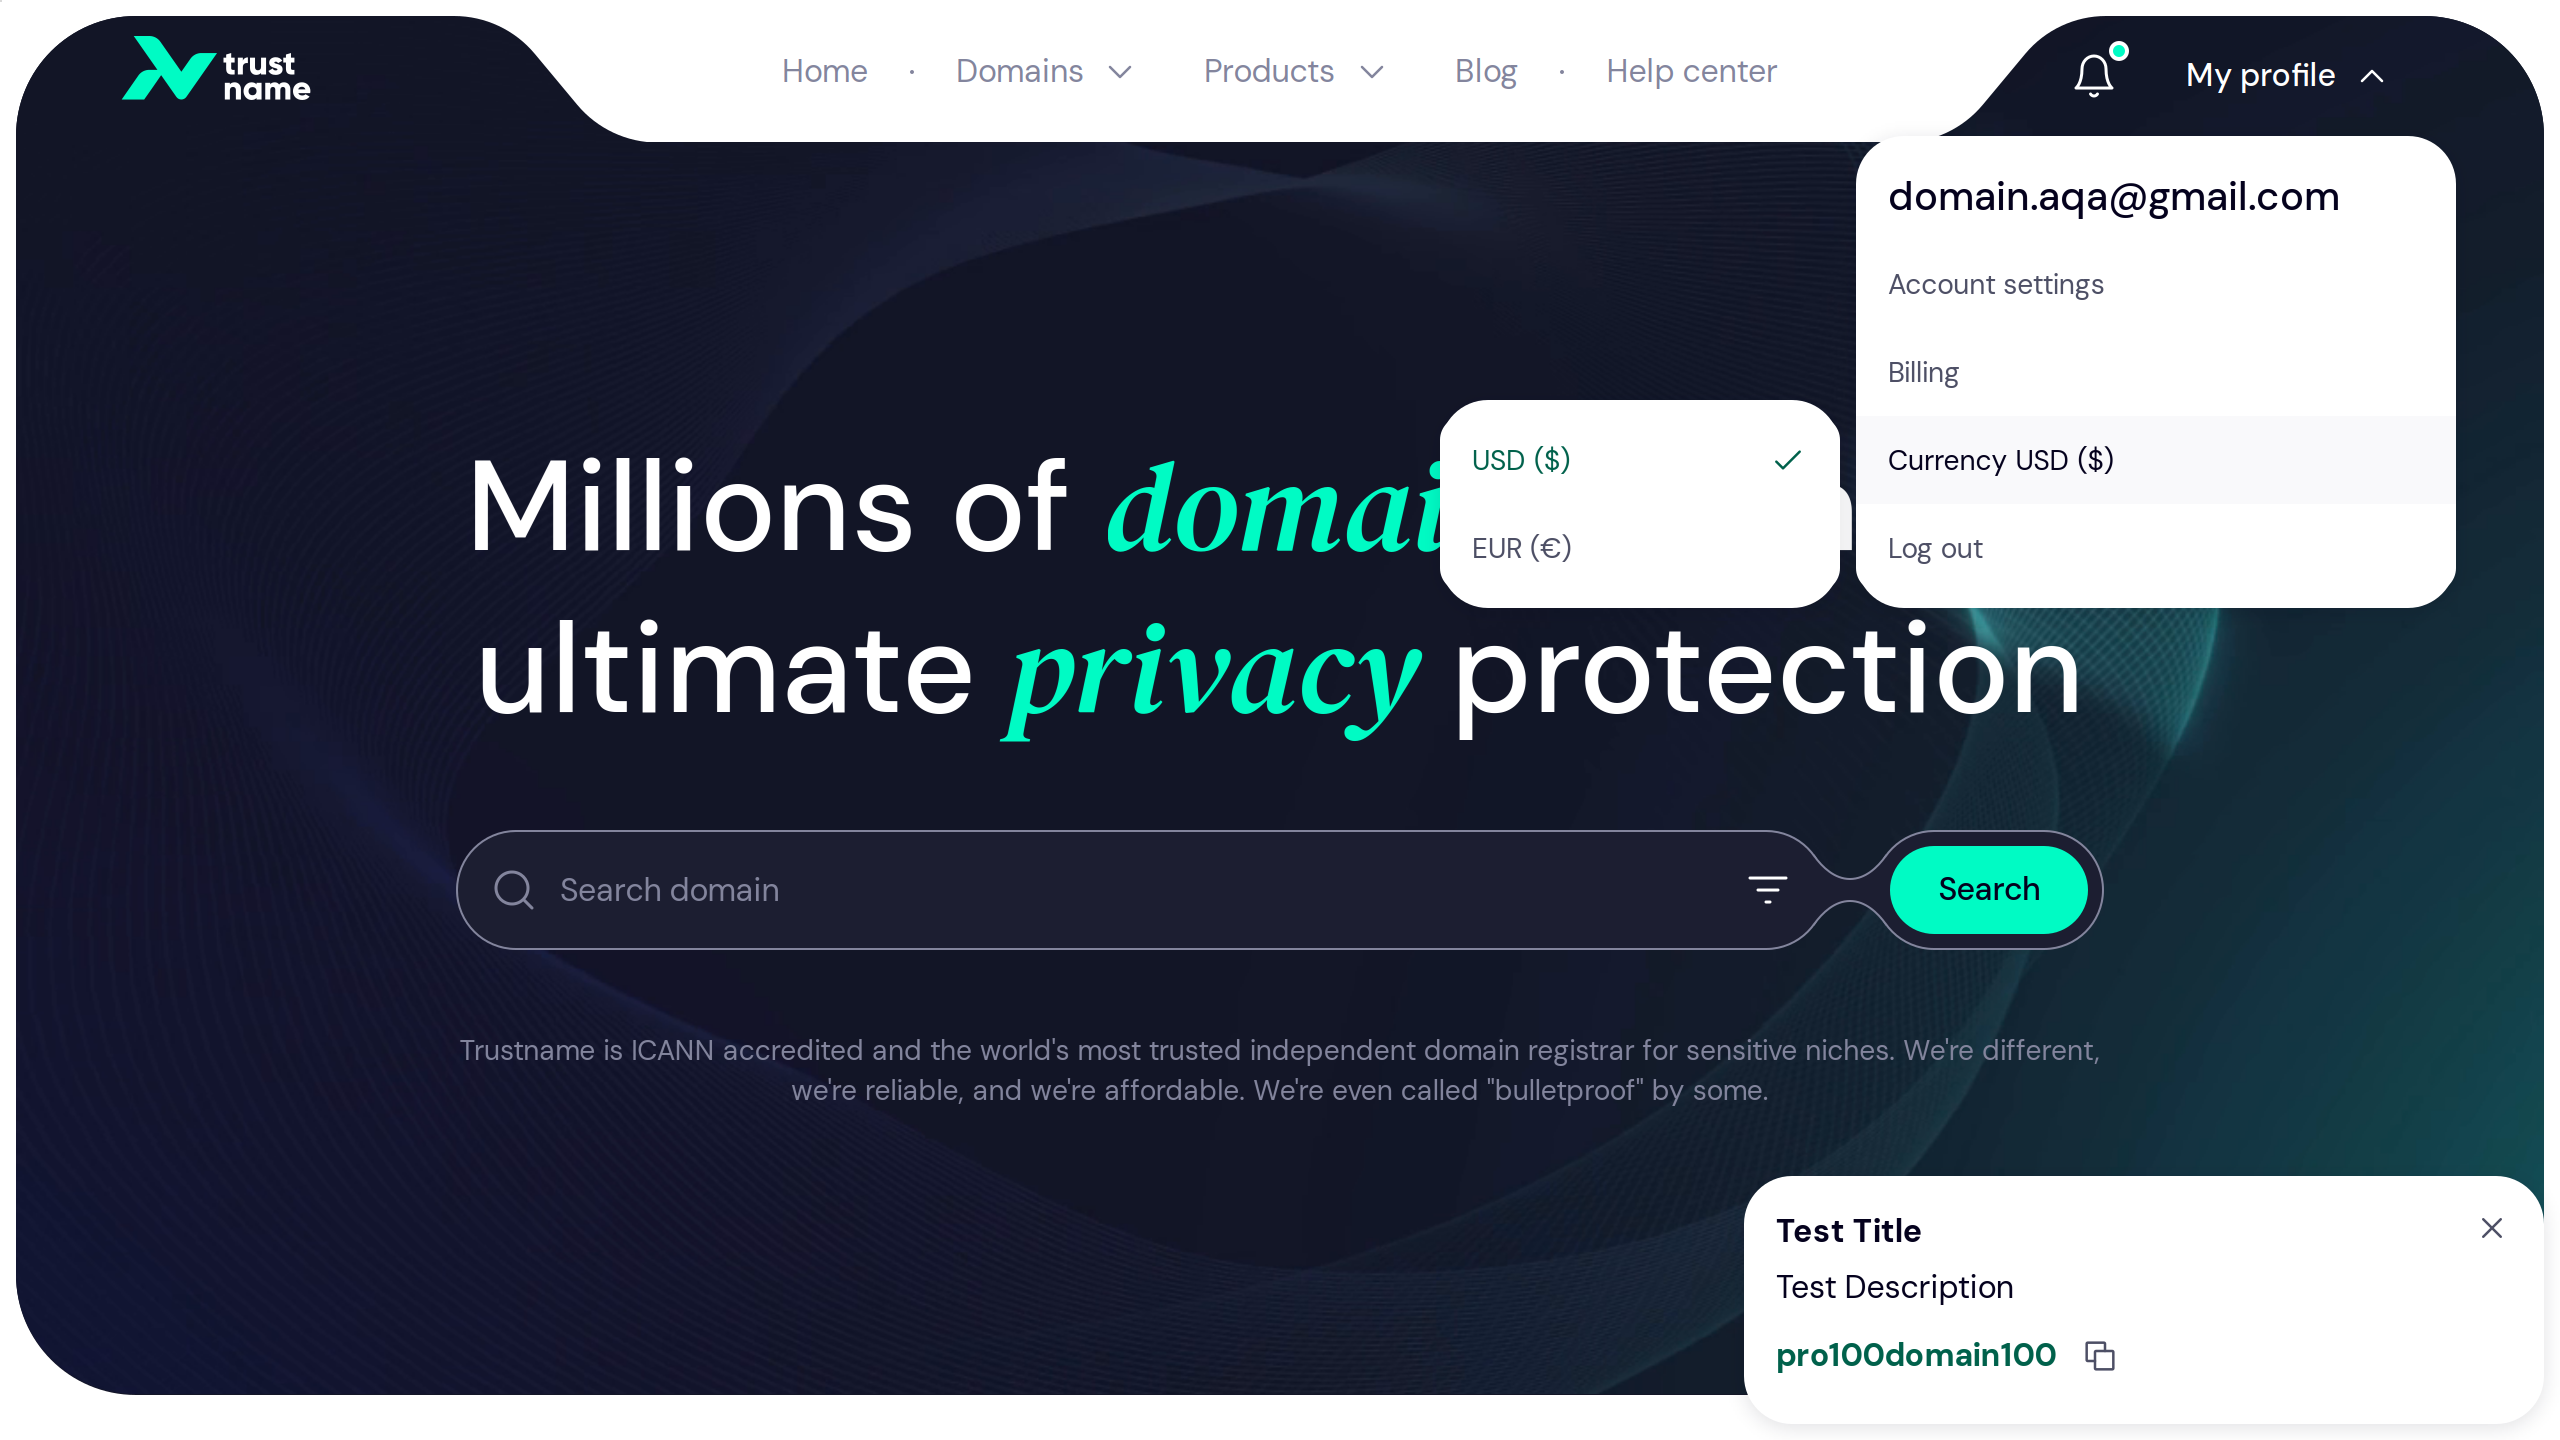 trust
name
Home · Domains Products Blog · Help center
My profile
domain.aqa@gmail.com
Account settings
Billing
Currency USD ($)
Log out
USD ($)
EUR (€)
Millions of
ultimate privacy protection
Search domain
Search
Trustname is ICANN accredited and the world's most trusted independent domain registrar for sensitive niches. We're different,
we're reliable, and we're affordable. We're even called "bulletproof" by some.
Test Title
Test Description
pro100domain100